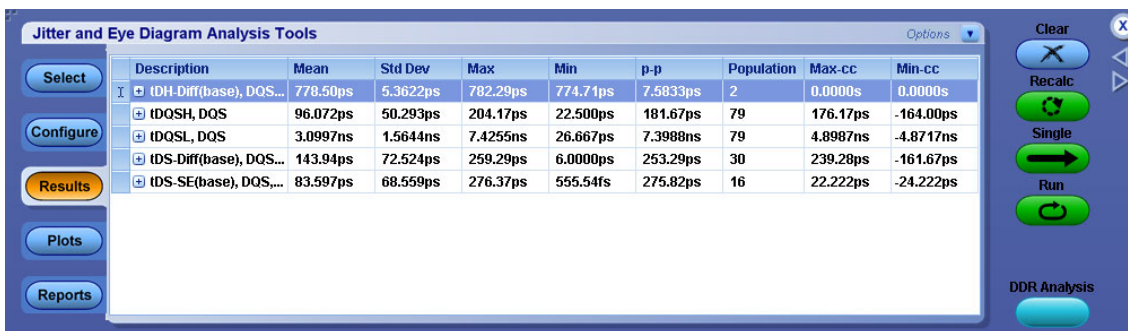 Jitter and Eye Diagram Analysis Tools
Options
Clear
X
Select
Configure
Results
Plots
Reports
Description Mean Std Dev Max Min p-p Population Max-cc Min-cc
tDH-Diff(base), DQS... 778.50ps 5.3622ps 782.29ps 774.71ps 7.5833ps 2 0.0000s 0.0000s
tDQSH, DQS 96.072ps 50.293ps 204.17ps 22.500ps 181.67ps 79 176.17ps -164.00ps
tDQSL, DQS 3.0997ns 1.5644ns 7.4255ns 26.667ps 7.3988ns 79 4.8987ns -4.8717ns
tDS-Diff(base), DQS... 143.94ps 72.524ps 259.29ps 6.0000ps 253.29ps 30 239.28ps -161.67ps
tDS-SE(base), DQS,... 83.597ps 68.559ps 276.37ps 555.54fs 275.82ps 16 22.222ps -24.222ps
Recalc
Single
Run
DDR Analysis